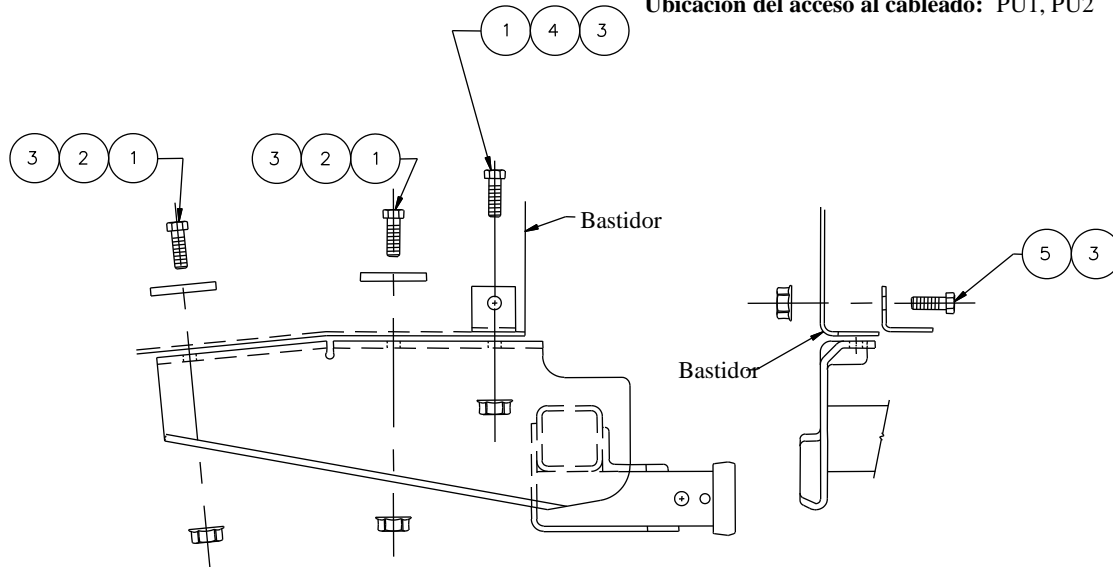 Ubicación del acceso al cableado: PU1, PU2
1 4 3
3 2 1
3 2 1
Bastidor
5 3
Bastidor